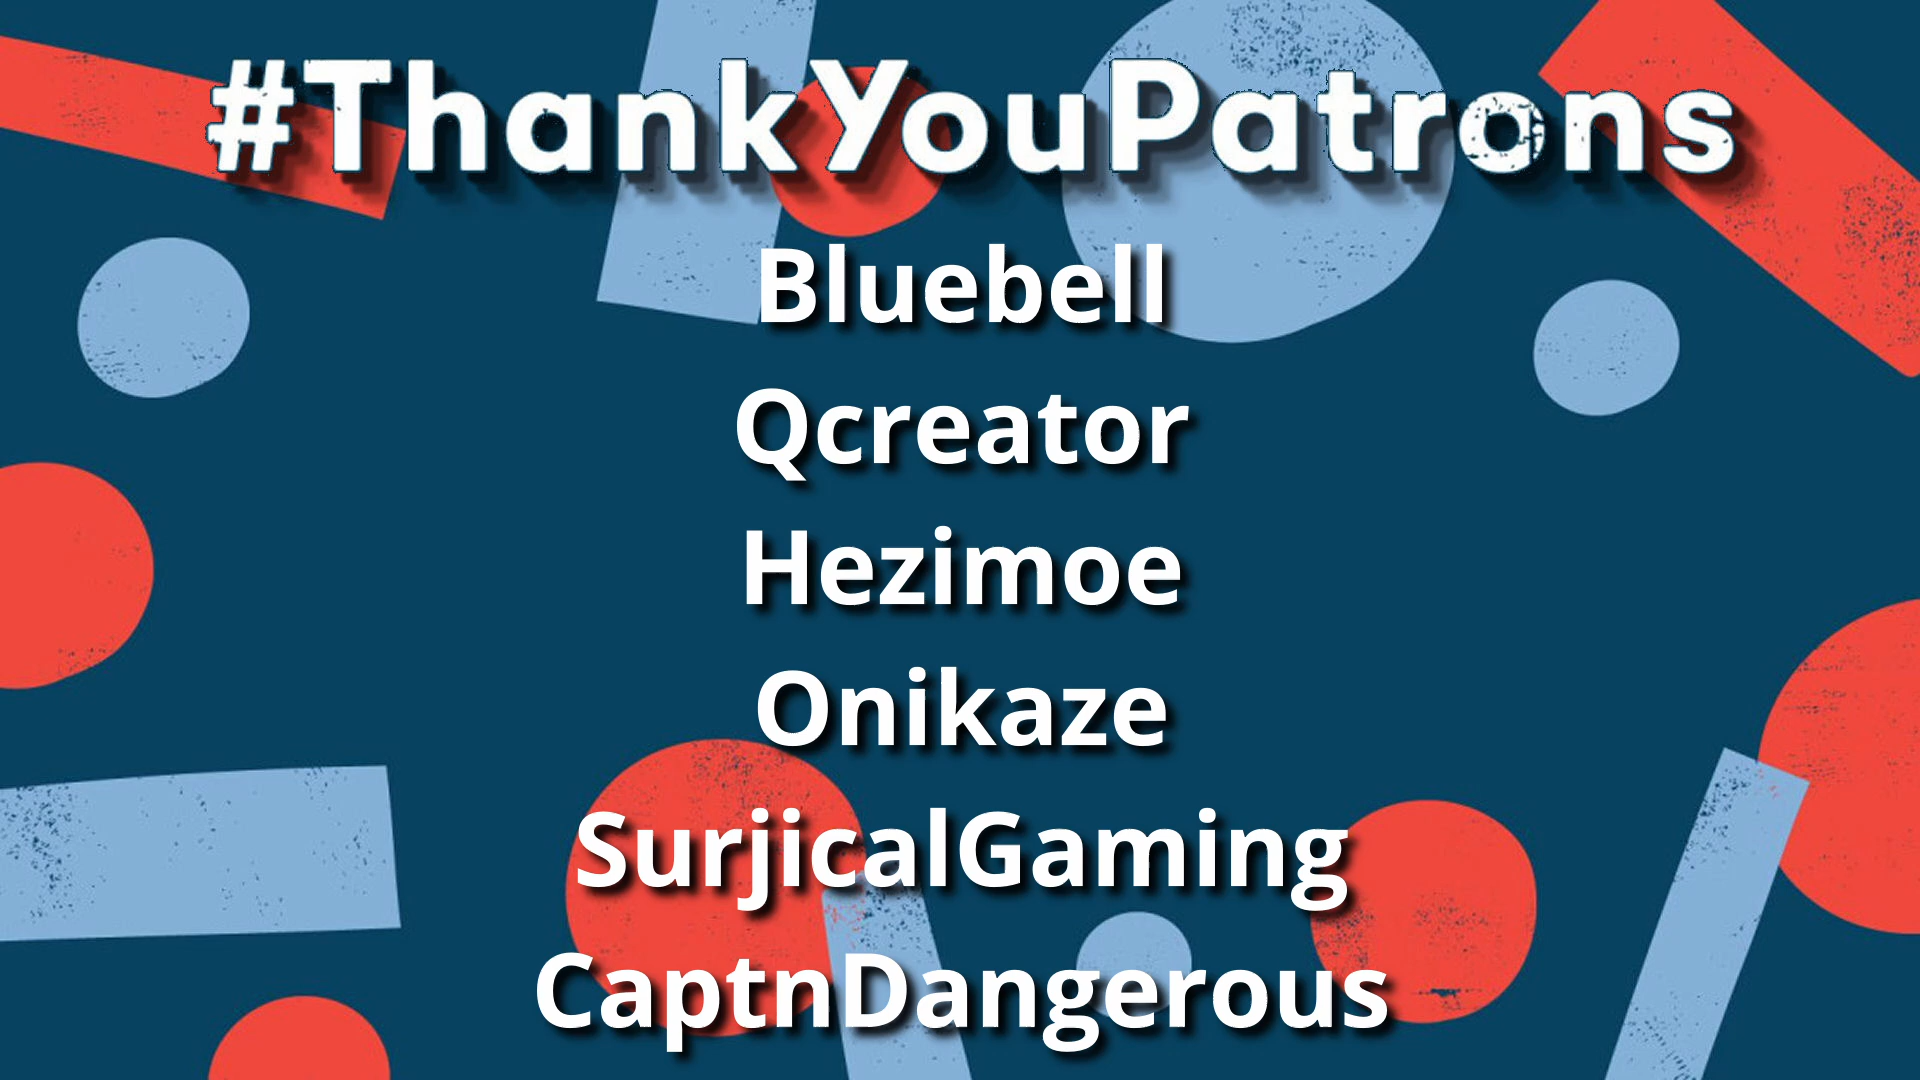 #ThankYouPatrons
Bluebell
Qcreator
Hezimoe
Onikaze
SurjicalGaming
CaptnDangerous